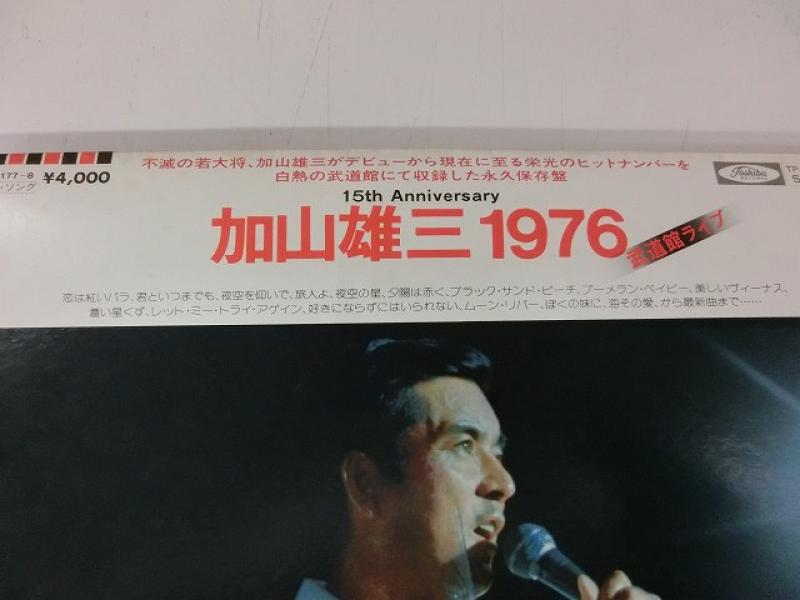 177-8 ¥4,000
ソング
不滅の若大将、加山雄三がデビューから現在に至る栄光のヒットナンバーを
白熱の武道館にて収録した永久保存盤
Toshiba
RECORDS
TP
15th Anniversary
加山雄三1976
武道館ライブ
恋は紅いバラ、君といつまでも、夜空を仰いで、旅人よ、夜空の星、夕陽は赤く、ブラック・サンド・ビーチ、ブーメラン・ベイビー、美しいヴィーナス、
蒼い星くず、レット・ミー・トライ・アゲイン、好きにならずにはいられない、ムーン・リバー、ぼくの妹に、海その愛、から最新曲まで……